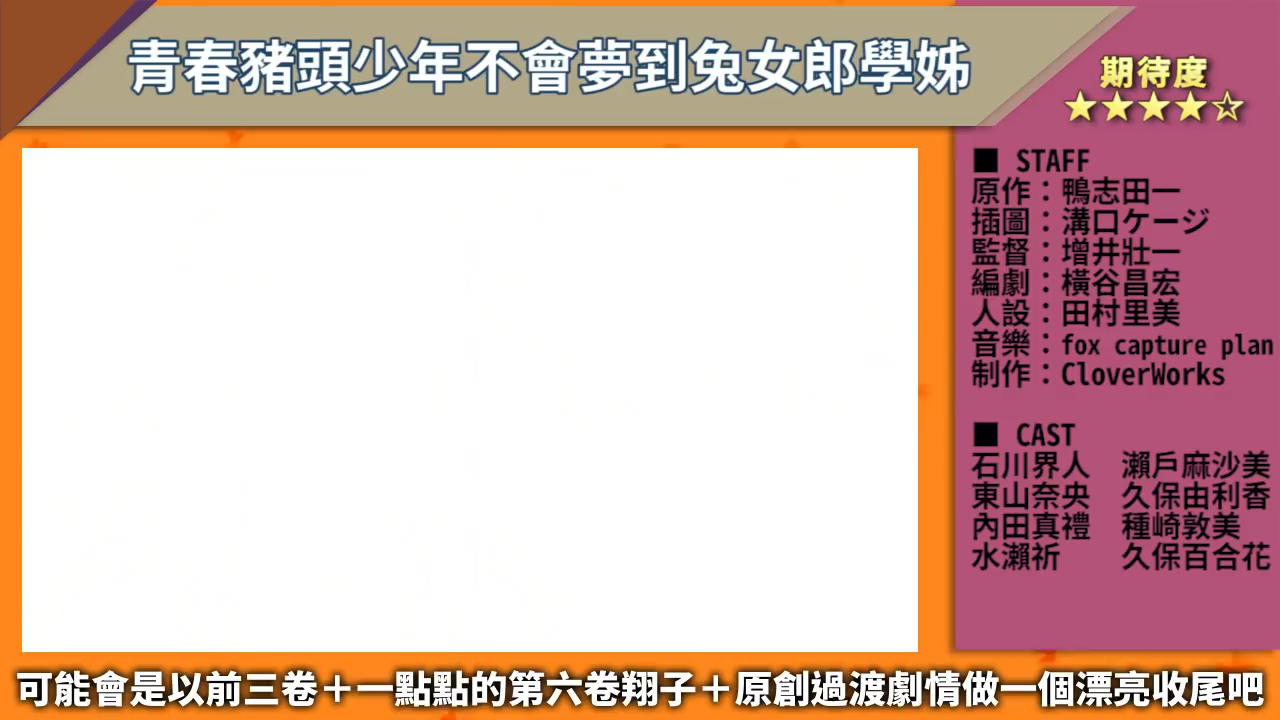 青春豬頭少年不會夢到兔女郎學姊
期待度
★★★★☆
■ STAFF
原作：鴨志田一
插圖：溝口ケージ
監督：增井壯一
編劇：橫谷昌宏
人設：田村里美
音樂：fox capture plan
制作：CloverWorks
■ CAST
石川界人　瀨戶麻沙美
東山奈央　久保由利香
內田真禮　種崎敦美
水瀨祈　　久保百合花
可能會是以前三卷＋一點點的第六卷翔子＋原創過渡劇情做一個漂亮收尾吧